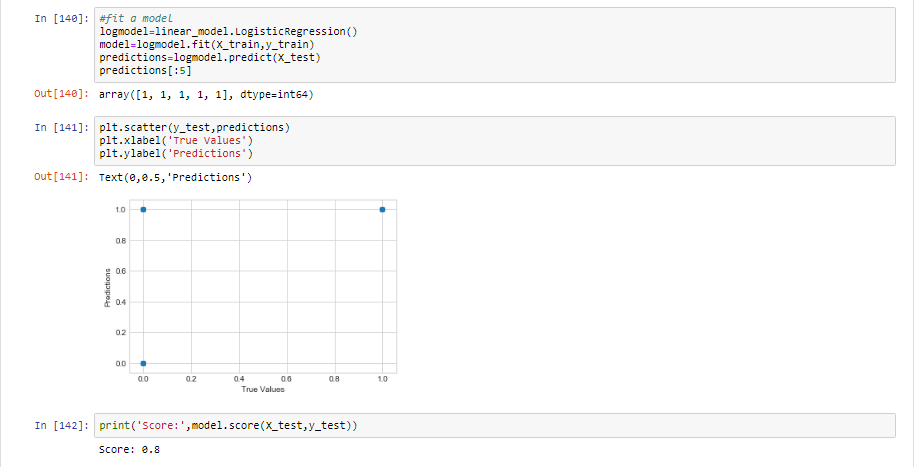 In [140]: #fit a model
logmodel=linear_model.LogisticRegression()
model=logmodel.fit(X_train,y_train)
predictions=logmodel.predict(X_test)
predictions[:5]
Out[140]: array([1, 1, 1, 1, 1], dtype=int64)
In [141]: plt.scatter(y_test,predictions)
plt.xlabel('True Values')
plt.ylabel('Predictions')
Out[141]: Text(0,0.5,'Predictions')
1.0
0.8
0.6
0.4
0.2
0.0
Predictions
0.0 0.2 0.4 0.6 0.8 1.0
True Values
In [142]: print('Score:',model.score(X_test,y_test))
Score: 0.8